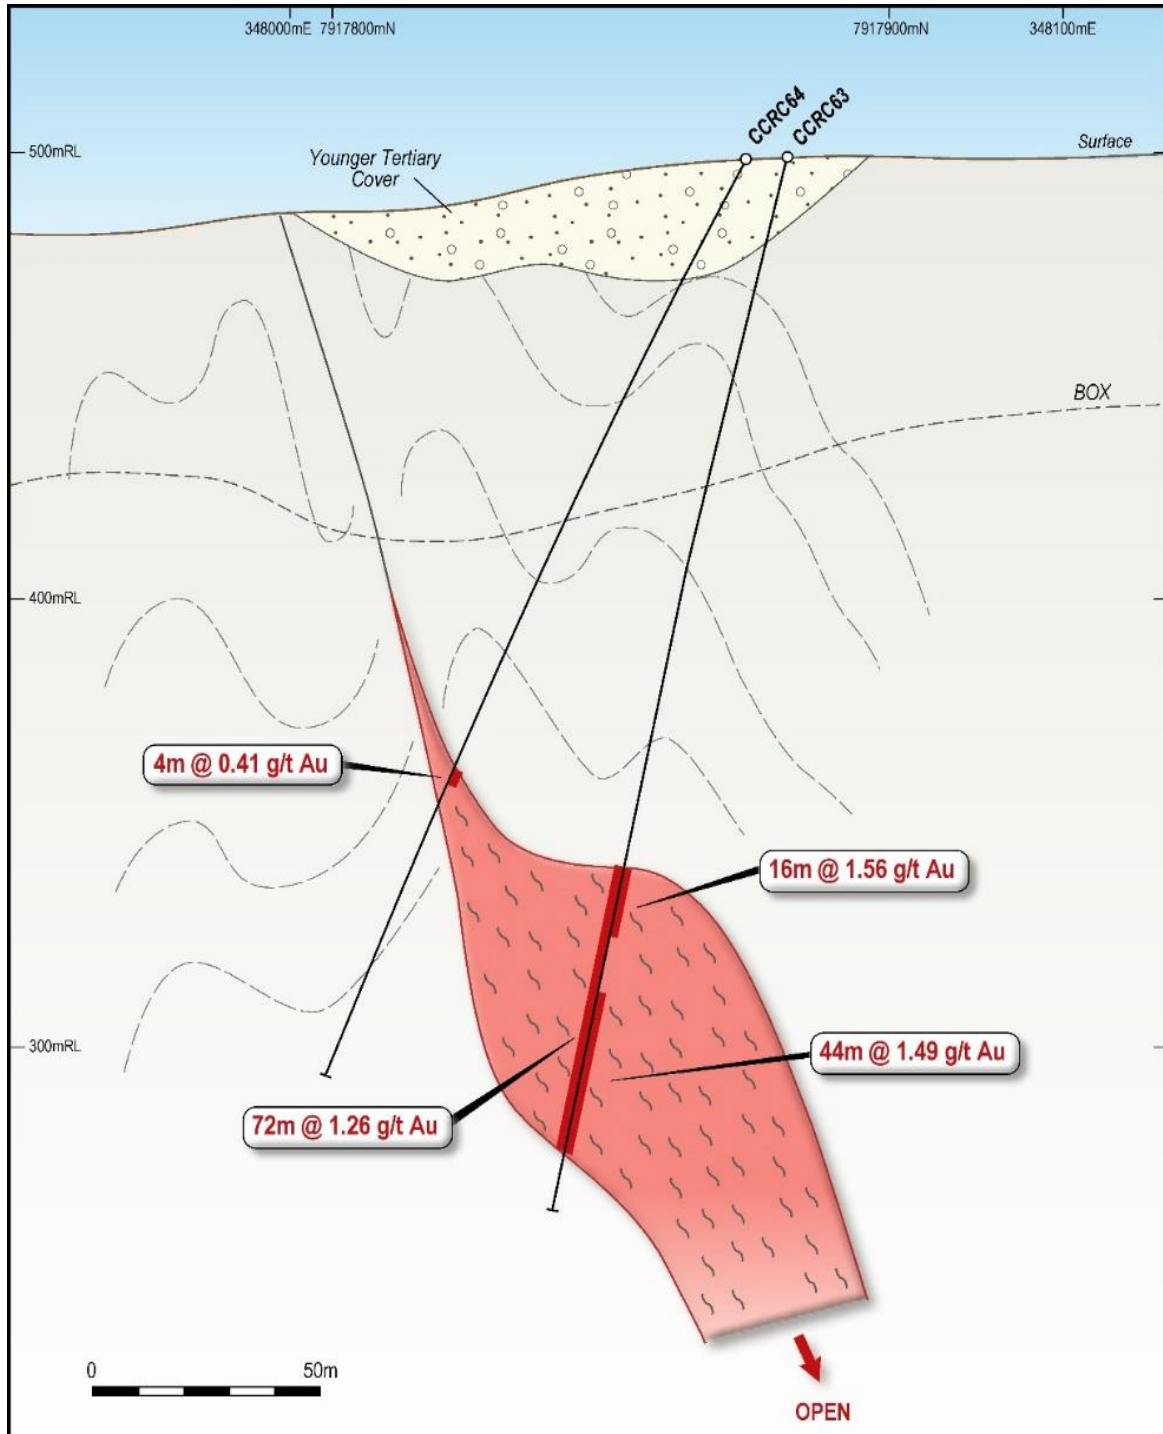 348000mE 7917800mN 7917900mN 348100mE
CCRC64
CCRC63
500mRL
Surface
Younger Tertiary
Cover
BOX
400mRL
4m @ 0.41 g/t Au
16m @ 1.56 g/t Au
300mRL
44m @ 1.49 g/t Au
72m @ 1.26 g/t Au
0 50m
OPEN